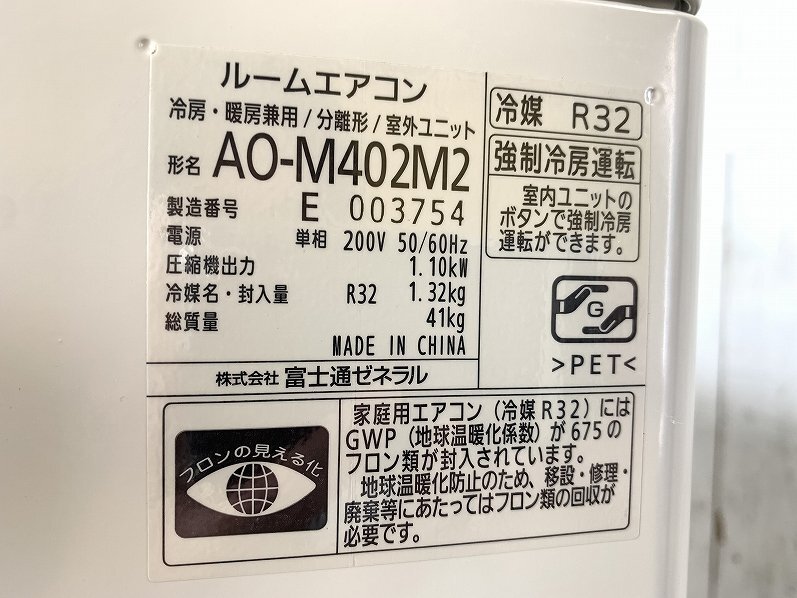 ルームエアコン
冷房・暖房兼用/分離形/室外ユニット
形名 AO-M402M2
製造番号 E 003754
電源 単相 200V 50/60Hz
圧縮機出力 1.10kW
冷媒名・封入量 R32 1.32kg
総質量 41kg
MADE IN CHINA
株式会社 富士通ゼネラル
冷媒 R32
強制冷房運転
室内ユニットの
ボタンで強制冷房
運転ができます。
G
>PET<
フロンの見える化
家庭用エアコン(冷媒R32)には
GWP(地球温暖化係数)が675の
フロン類が封入されています。
地球温暖化防止のため、移設・修理・
廃棄等にあたってはフロン類の回収が
必要です。